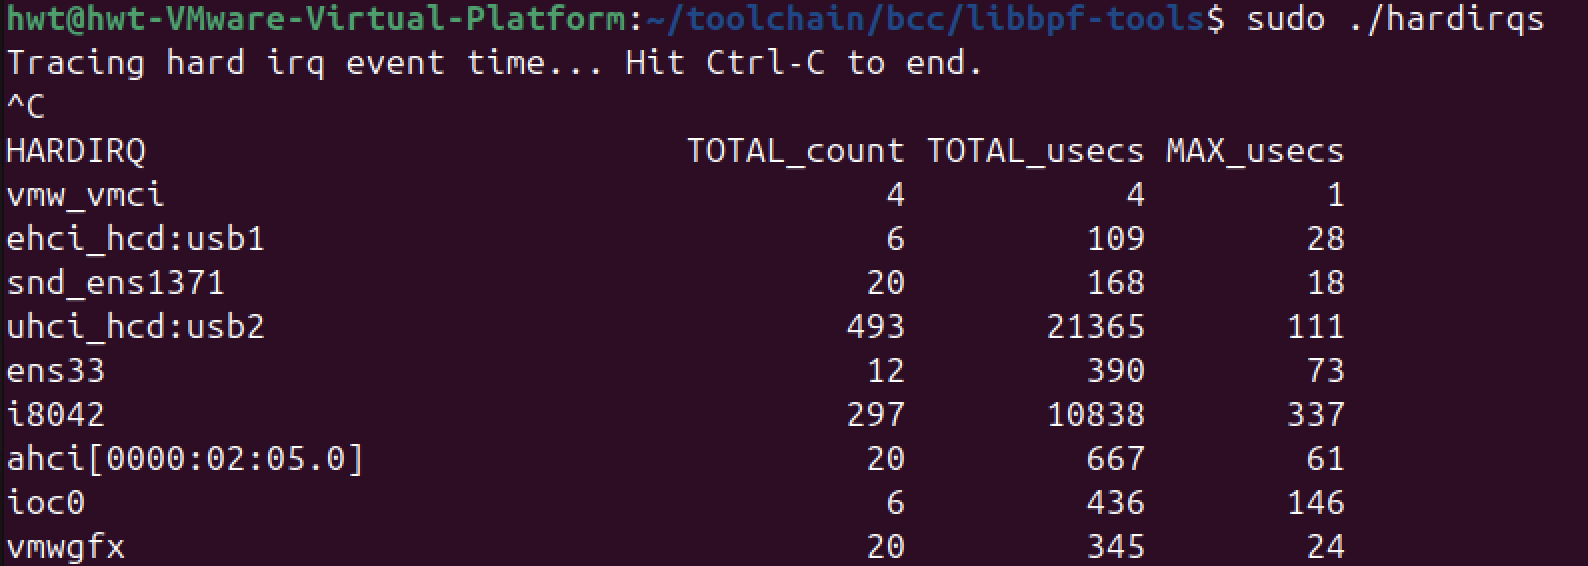 hwt@hwt-VMware-Virtual-Platform:~/toolchain/bcc/libbpf-tools$ sudo ./hardirqs
Tracing hard irq event time... Hit Ctrl-C to end.
^C
HARDIRQ TOTAL_count TOTAL_usecs MAX_usecs
vmw_vmci 4 4 1
ehci_hcd:usb1 6 109 28
snd_ens1371 20 168 18
uhci_hcd:usb2 493 21365 111
ens33 12 390 73
i8042 297 10838 337
ahci[0000:02:05.0] 20 667 61
ioc0 6 436 146
vmwgfx 20 345 24